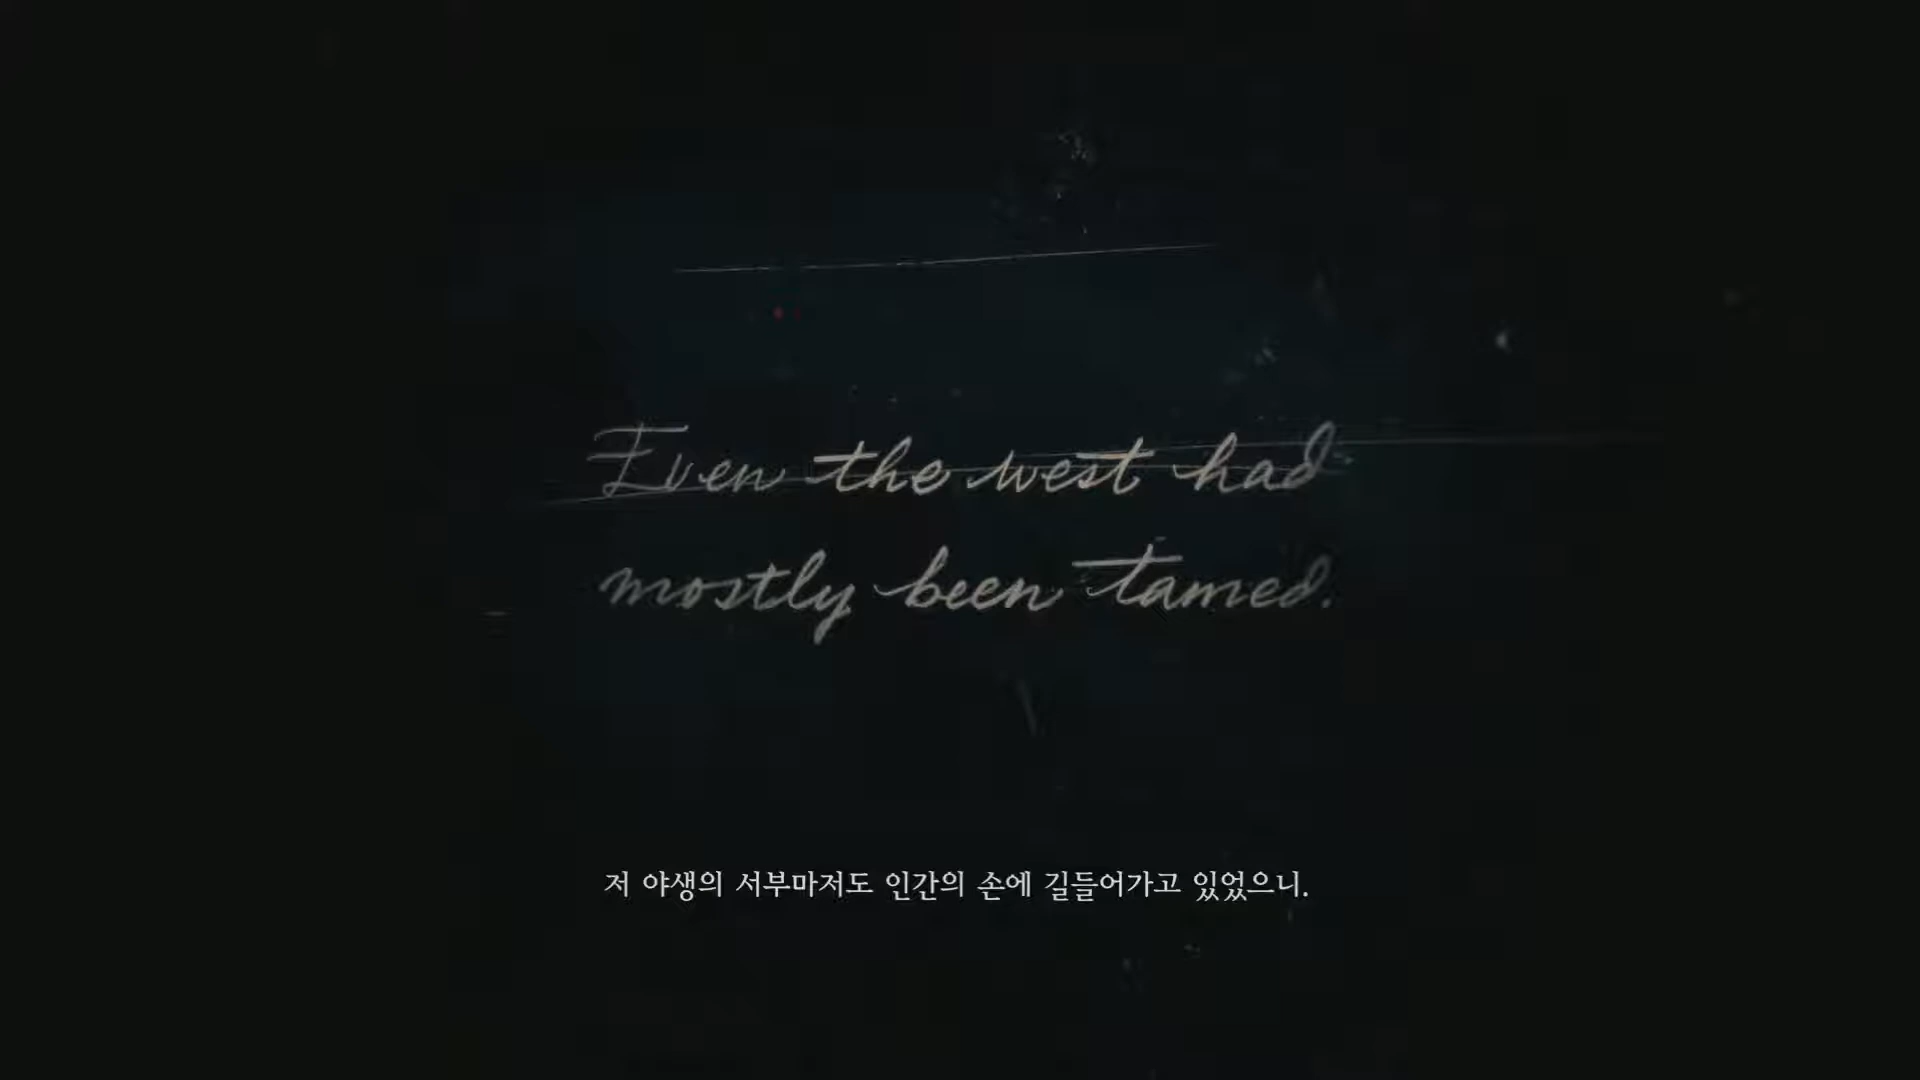 Even the west had
mostly been tamed.
저 야생의 서부마저도 인간의 손에 길들어가고 있었으니.